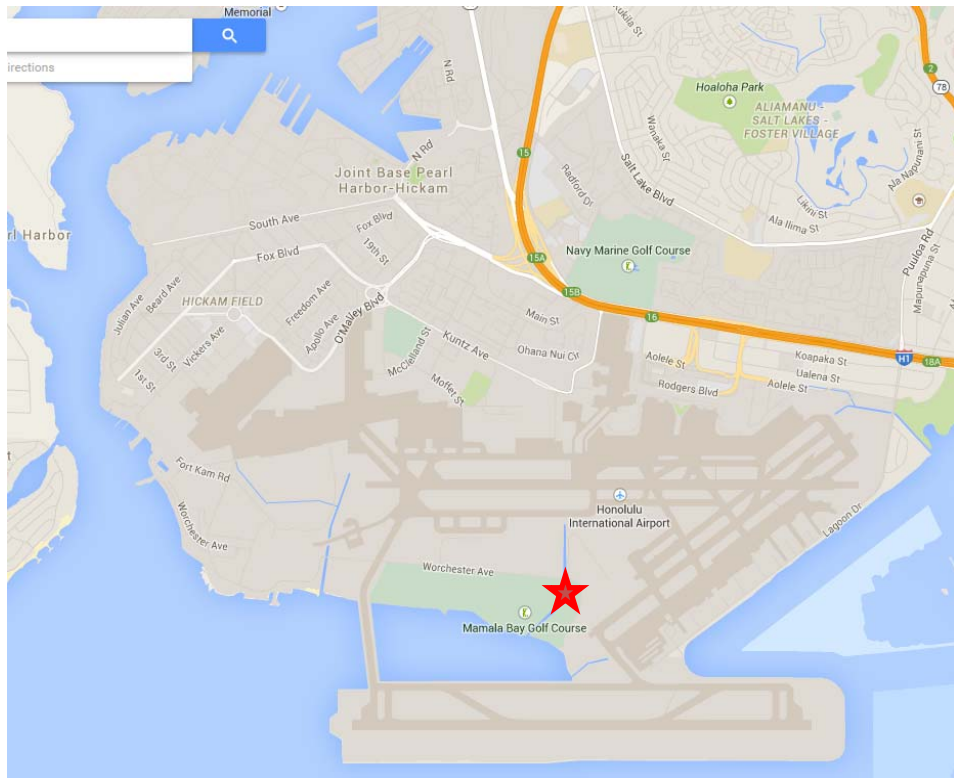 Memorial
irections
N Rd
Kukila St
2
78
Hoaloha Park
ALIAMANU -
SALT LAKES -
FOSTER VILLAGE
Wanaka St
Ala Napunani St
15
N Rd
Joint Base Pearl
Harbor-Hickam
Radford Dr
Salt Lake Blvd
Likini St
Ala Ilima St
South Ave
Fox Blvd
rl Harbor
Fox Blvd
19th St
15A
Navy Marine Golf Course
Puuloa Rd
Mapunapuna St
15B
Julian Ave
Beard Ave
HICKAM FIELD
Freedom Ave
Apollo Ave
O'Malley Blvd
Main St
16
Vickers Ave
3rd St
1st St
McClelland St
Kuntz Ave
Ohana Nui Cir
Aolele St
Koapaka St
H1
18A
Ualena St
Moffet St
Rodgers Blvd
Aolele St
Fort Kam Rd
Worchester Ave
Honolulu
International Airport
Lagoon Dr
Worchester Ave
Mamala Bay Golf Course